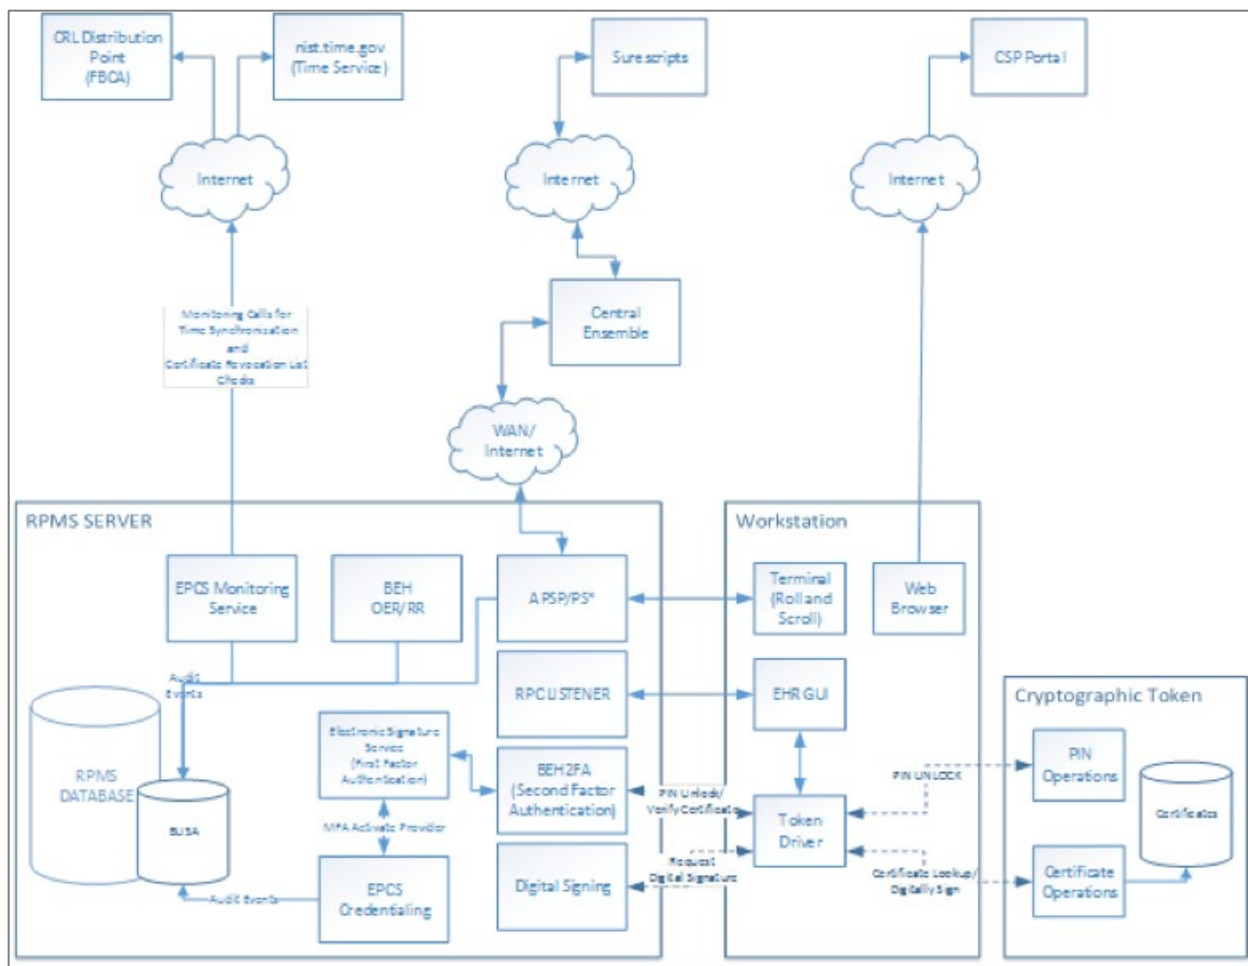 CRL Distribution
Point
(FBCA)
nist.time.gov
(Time Service)
Surescripts
CSP Portal
Internet
Internet
Internet
Central
Ensemble
Monitoring Calls for
Time Synchronisation
and
Certificate Revocation List
Checks
WAN/
Internet
RPMS SERVER
Workstation
EPCS Monitoring
Service
BEH
OER/RR
APSP/PS*
Terminal
(Roll and
Scroll)
Web
Browser
Audit
Events
RPC LISTENER
EHR GUI
Cryptographic Token
Electronic Signature
Service
(First Factor
Authentication)
RPMS
DATABASE
BUSA
BEH2FA
(Second Factor
Authentication)
PIN Unlock/
Verify Certificate
PIN UNLOCK
PIN
Operations
Certificates
Token
Driver
MFA Activate Provider
Request
Digital Signature
Certificate Lookup/
Digitally Sign
EPCS
Credentialing
Audit Events
Digital Signing
Certificate
Operations